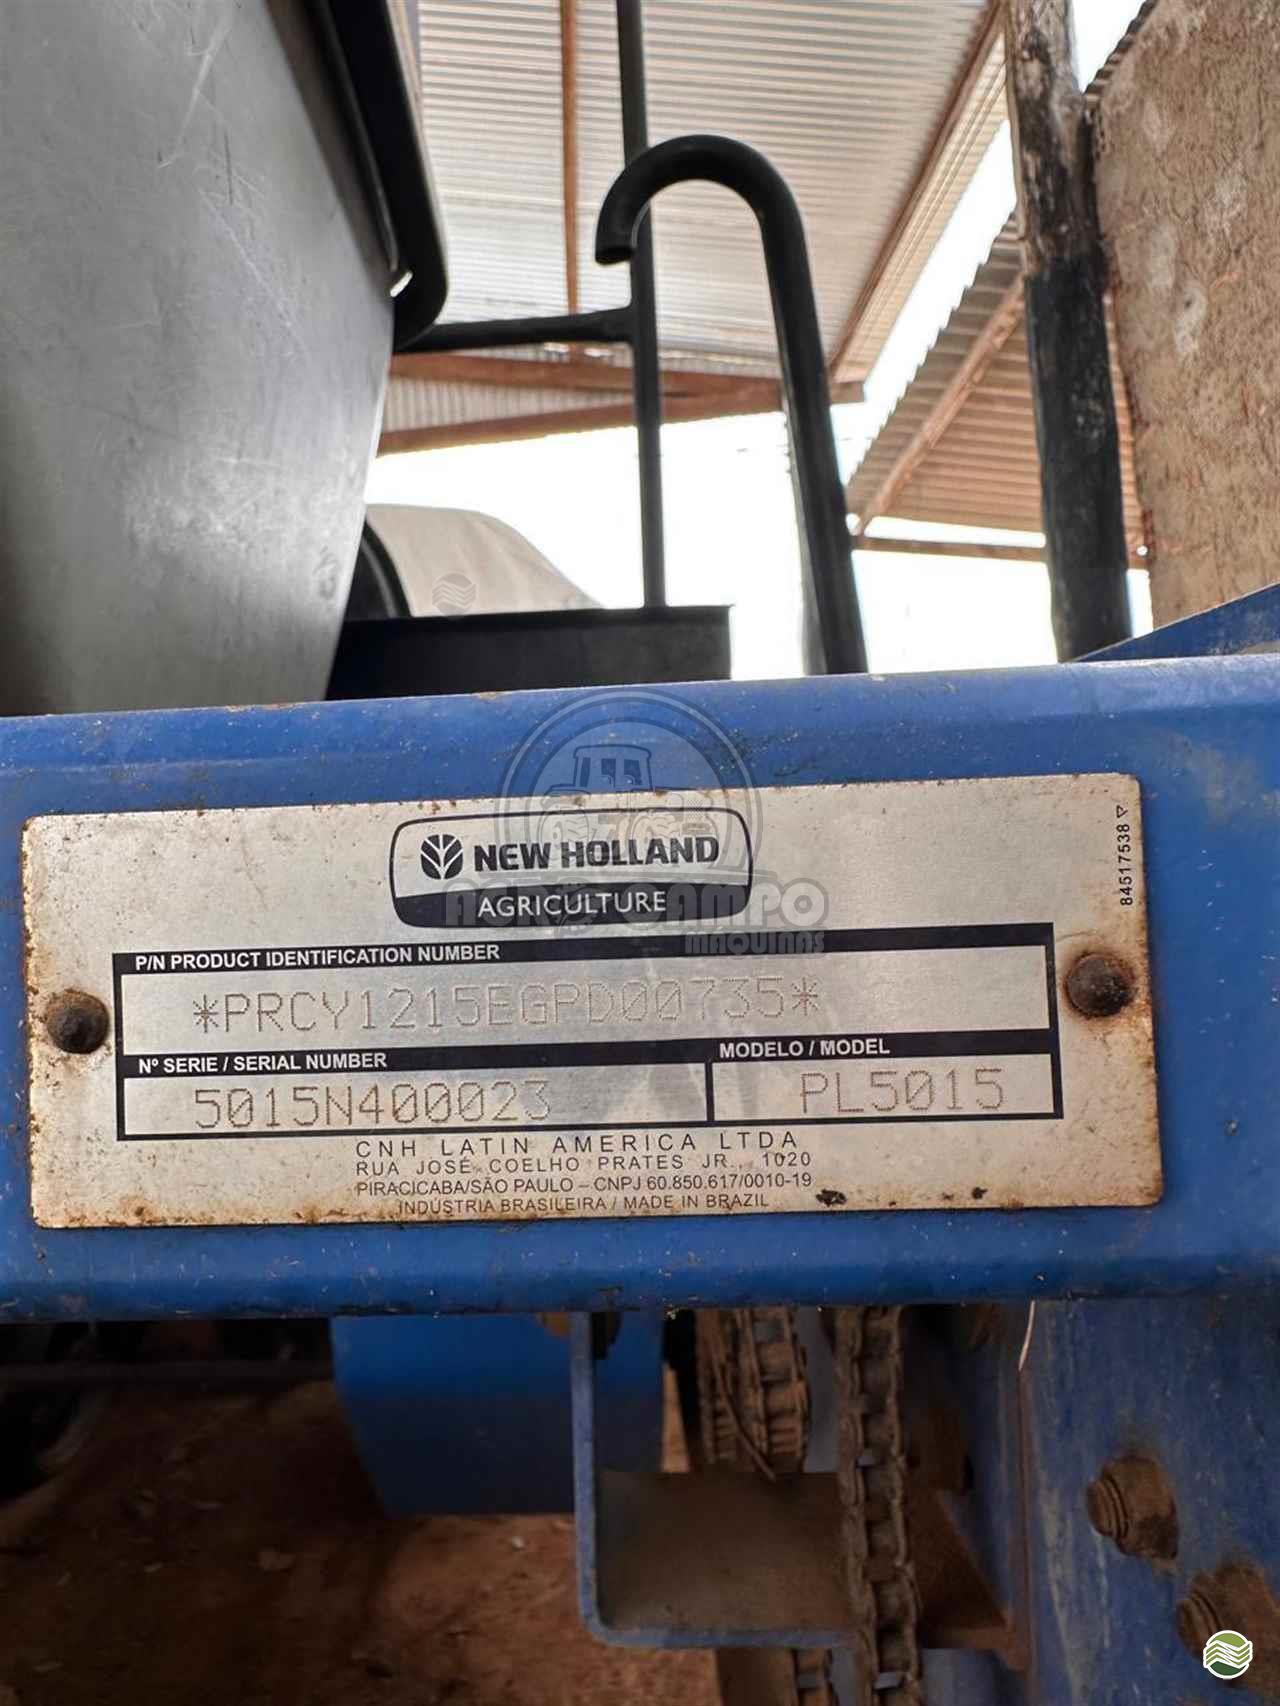 NEW HOLLAND
AGRICULTURE
AGRO CAMPO
MÁQUINAS
84517538
P/N PRODUCT IDENTIFICATION NUMBER
*PRCY1215EGPD00735*
Nº SERIE / SERIAL NUMBER
MODELO / MODEL
5015N400023
PL5015
CNH LATIN AMERICA LTDA
RUA JOSÉ COELHO PRATES JR., 1020
PIRACICABA/SÃO PAULO – CNPJ 60.850.617/0010-19
INDÚSTRIA BRASILEIRA / MADE IN BRAZIL